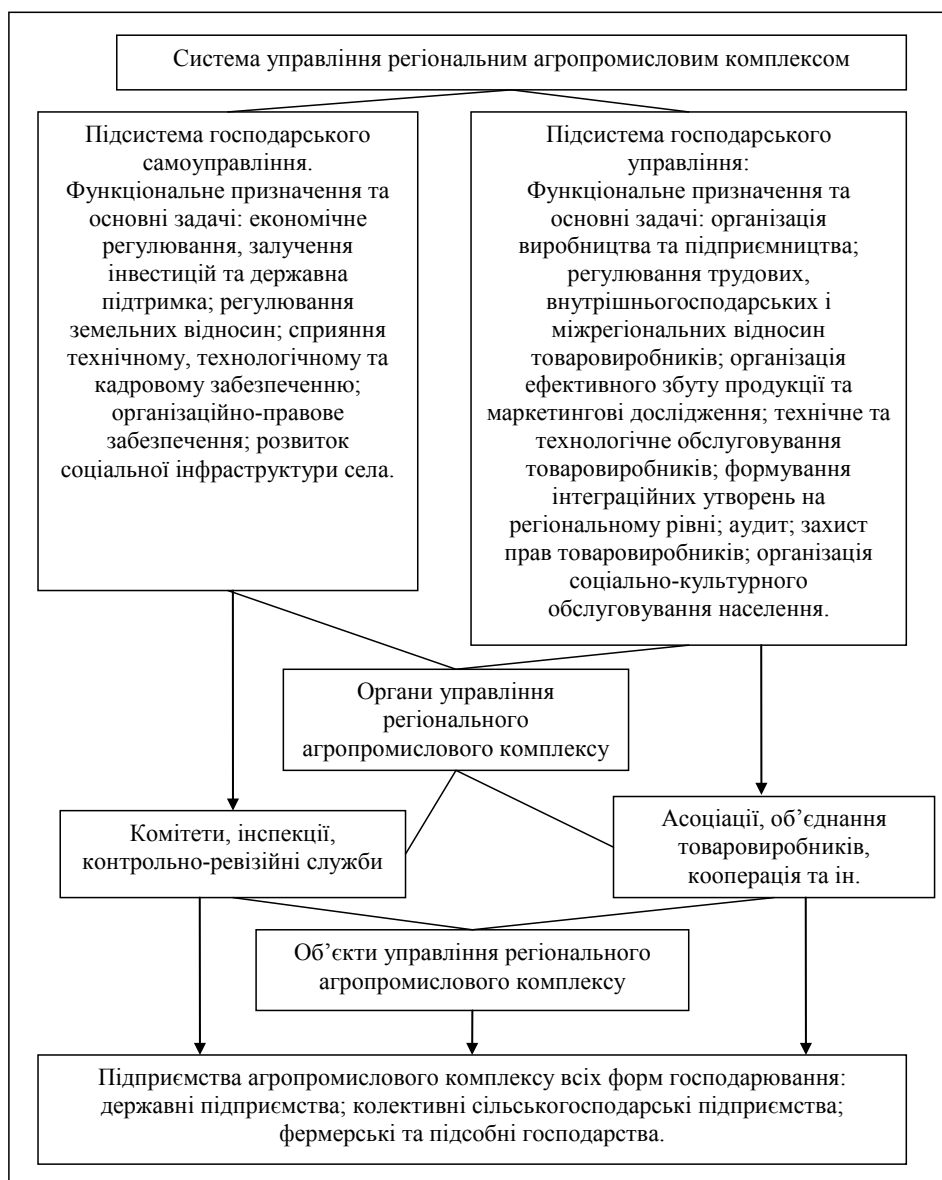 Система управління регіональним агропромисловим комплексом
Підсистема господарського
самоуправління.
Функціональне призначення та
основні задачі: економічне
регулювання, залучення
інвестицій та державна
підтримка; регулювання
земельних відносин; сприяння
технічному, технологічному та
кадровому забезпеченню;
організаційно-правове
забезпечення; розвиток
соціальної інфраструктури села.
Підсистема господарського
управління:
Функціональне призначення та
основні задачі: організація
виробництва та підприємництва;
регулювання трудових,
внутрішньогосподарських і
міжрегіональних відносин
товаровиробників; організація
ефективного збуту продукції та
маркетингові дослідження; технічне та
технологічне обслуговування
товаровиробників; формування
інтеграційних утворень на
регіональному рівні; аудит; захист
прав товаровиробників; організація
соціально-культурного
обслуговування населення.
Органи управління
регіонального
агропромислового комплексу
Комітети, інспекції,
контрольно-ревізійні служби
Асоціації, об’єднання
товаровиробників,
кооперація та ін.
Об’єкти управління регіонального
агропромислового комплексу
Підприємства агропромислового комплексу всіх форм господарювання:
державні підприємства; колективні сільськогосподарські підприємства;
фермерські та підсобні господарства.